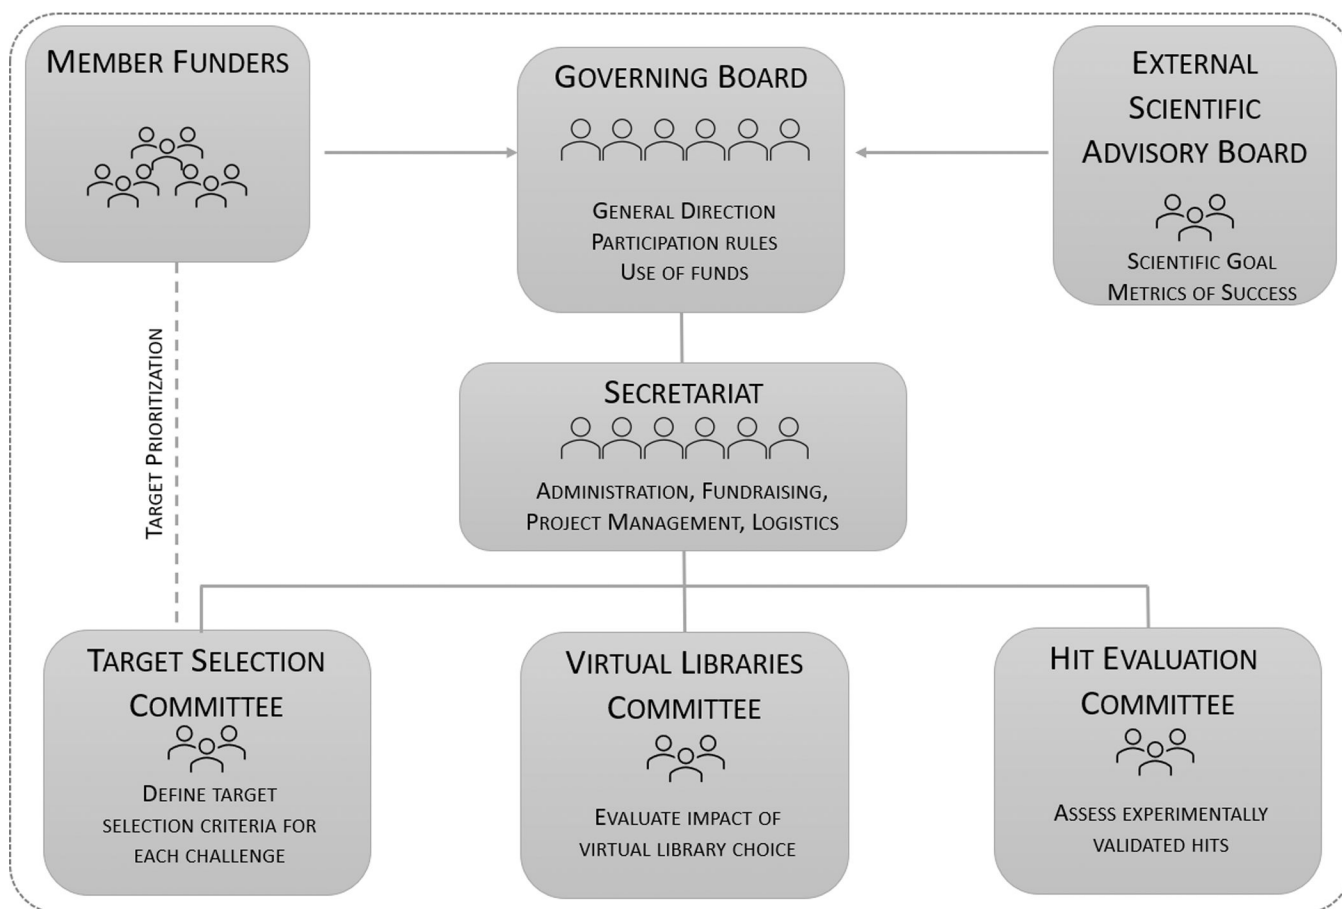 MEMBER FUNDERS
GOVERNING BOARD
GENERAL DIRECTION
PARTICIPATION RULES
USE OF FUNDS
EXTERNAL
SCIENTIFIC
ADVISORY BOARD
SCIENTIFIC GOAL
METRICS OF SUCCESS
TARGET PRIORITIZATION
SECRETARIAT
ADMINISTRATION, FUNDRAISING,
PROJECT MANAGEMENT, LOGISTICS
TARGET SELECTION
COMMITTEE
DEFINE TARGET
SELECTION CRITERIA FOR
EACH CHALLENGE
VIRTUAL LIBRARIES
COMMITTEE
EVALUATE IMPACT OF
VIRTUAL LIBRARY CHOICE
HIT EVALUATION
COMMITTEE
ASSESS EXPERIMENTALLY
VALIDATED HITS